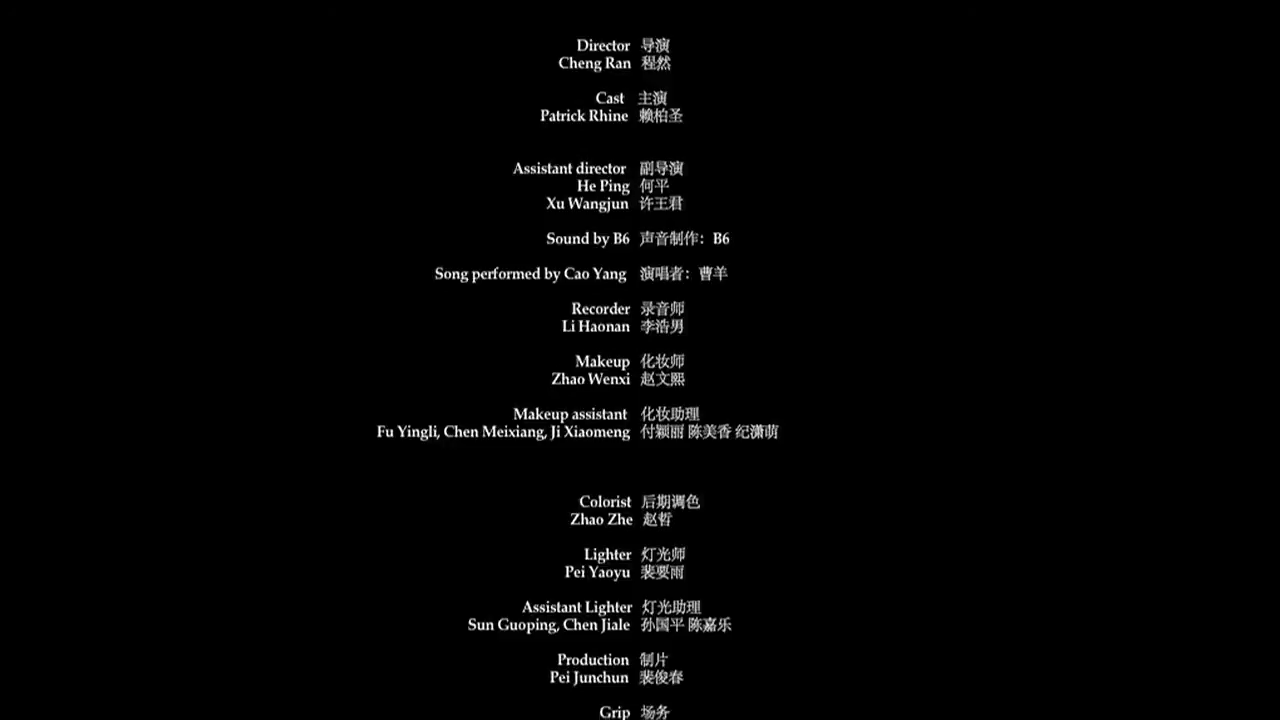 Director 导演
Cheng Ran 程然
Cast 主演
Patrick Rhine 赖柏圣
Assistant director 副导演
He Ping 何平
Xu Wangjun 许王君
Sound by B6 声音制作：B6
Song performed by Cao Yang 演唱者：曹羊
Recorder 录音师
Li Haonan 李浩男
Makeup 化妆师
Zhao Wenxi 赵文熙
Makeup assistant 化妆助理
Fu Yingli, Chen Meixiang, Ji Xiaomeng 付颖丽 陈美香 纪潇萌
Colorist 后期调色
Zhao Zhe 赵哲
Lighter 灯光师
Pei Yaoyu 裴要雨
Assistant Lighter 灯光助理
Sun Guoping, Chen Jiale 孙国平 陈嘉乐
Production 制片
Pei Junchun 裴俊春
Grip 场务